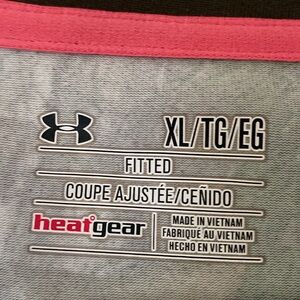 XL/TG/EG
FITTED
COUPE AJUSTÉE/CEÑIDO
heatgear
MADE IN VIETNAM
FABRIQUÉ AU VIETNAM
HECHO EN VIETNAM